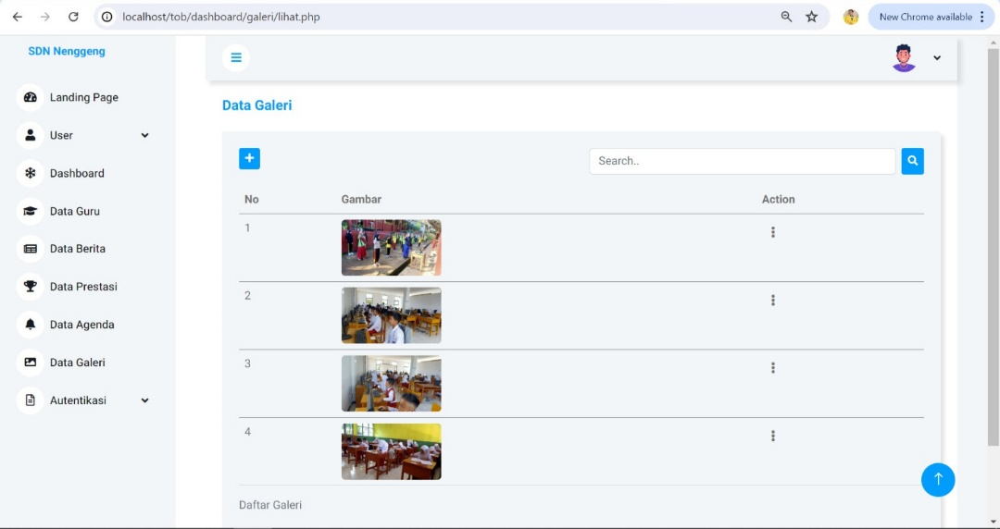 localhost/tob/dashboard/galeri/lihat.php
New Chrome available
SDN Nenggeng
Landing Page
User
Dashboard
Data Guru
Data Berita
Data Prestasi
Data Agenda
Data Galeri
Autentikasi
Data Galeri
Search..
No Gambar Action
1
2
3
4
Daftar Galeri